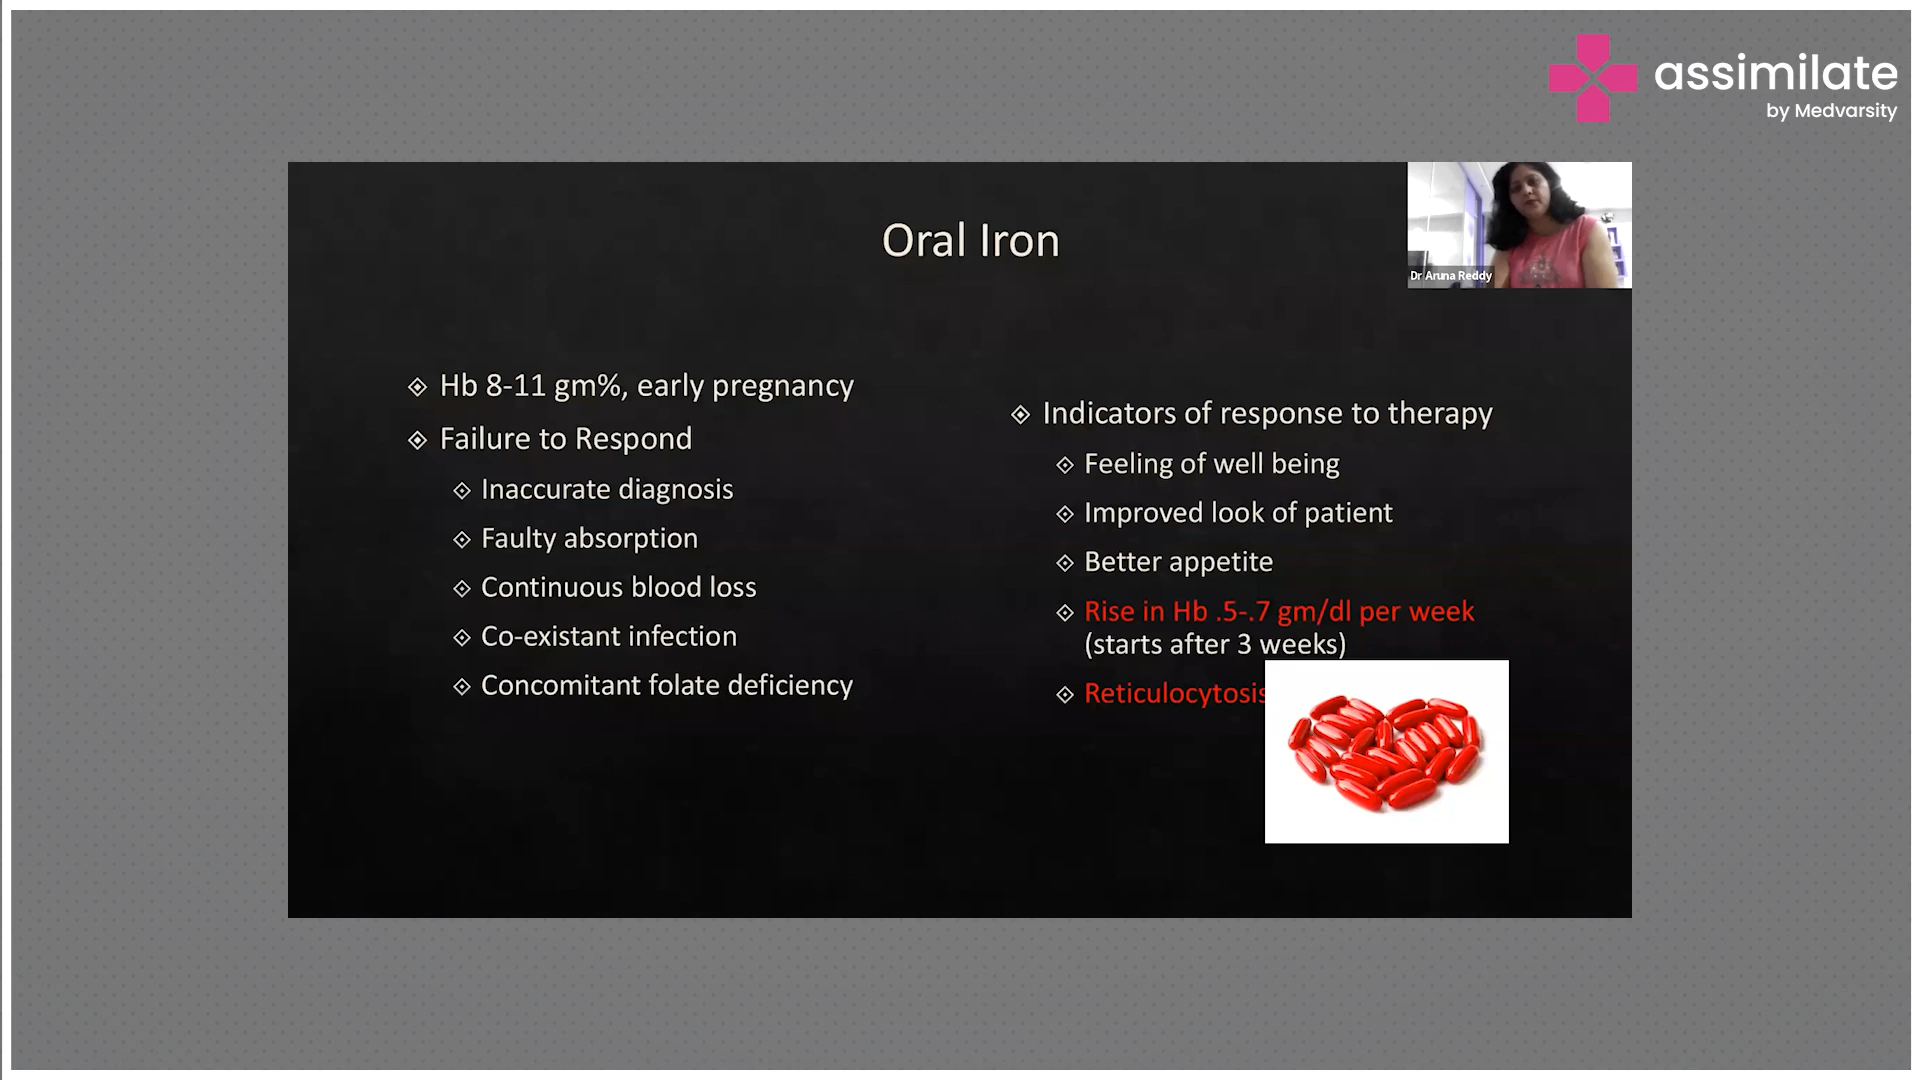 assimilate
by Medvarsity
Oral Iron
Dr Aruna Reddy
Hb 8-11 gm%, early pregnancy
Failure to Respond
Inaccurate diagnosis
Faulty absorption
Continuous blood loss
Co-existant infection
Concomitant folate deficiency
Indicators of response to therapy
Feeling of well being
Improved look of patient
Better appetite
Rise in Hb .5-.7 gm/dl per week
(starts after 3 weeks)
Reticulocytosis